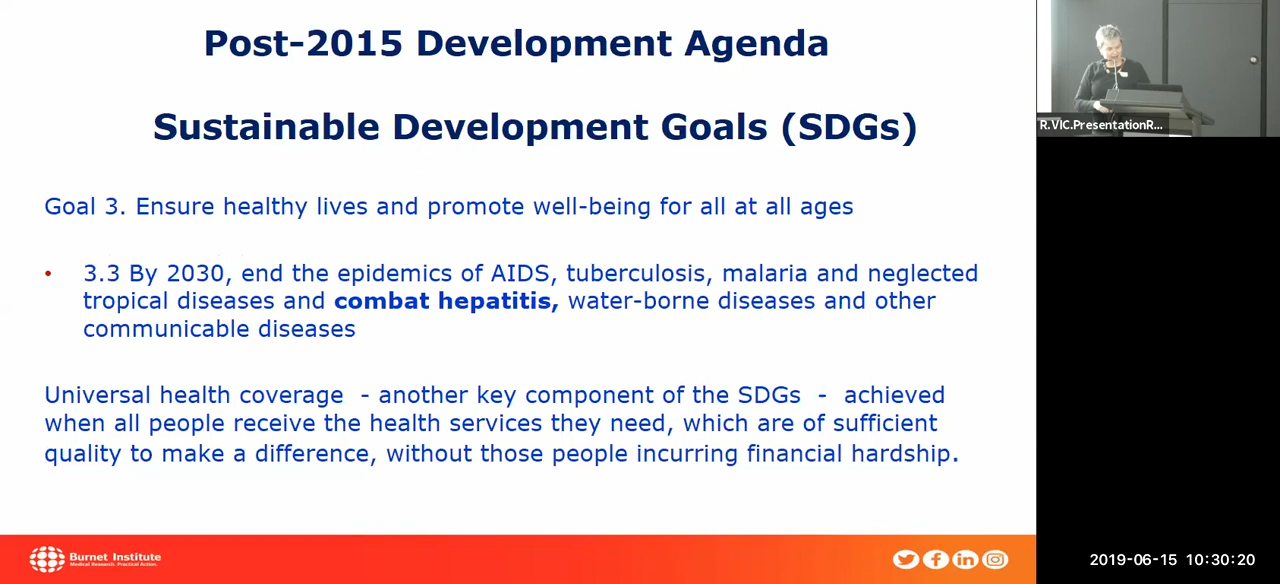 Post-2015 Development Agenda
Sustainable Development Goals (SDGs)
Goal 3. Ensure healthy lives and promote well-being for all at all ages
• 3.3 By 2030, end the epidemics of AIDS, tuberculosis, malaria and neglected
tropical diseases and combat hepatitis, water-borne diseases and other
communicable diseases
Universal health coverage - another key component of the SDGs - achieved
when all people receive the health services they need, which are of sufficient
quality to make a difference, without those people incurring financial hardship.
Burnet Institute
Medical Research. Practical Action.
R.VIC.PresentationR...
2019-06-15 10:30:20